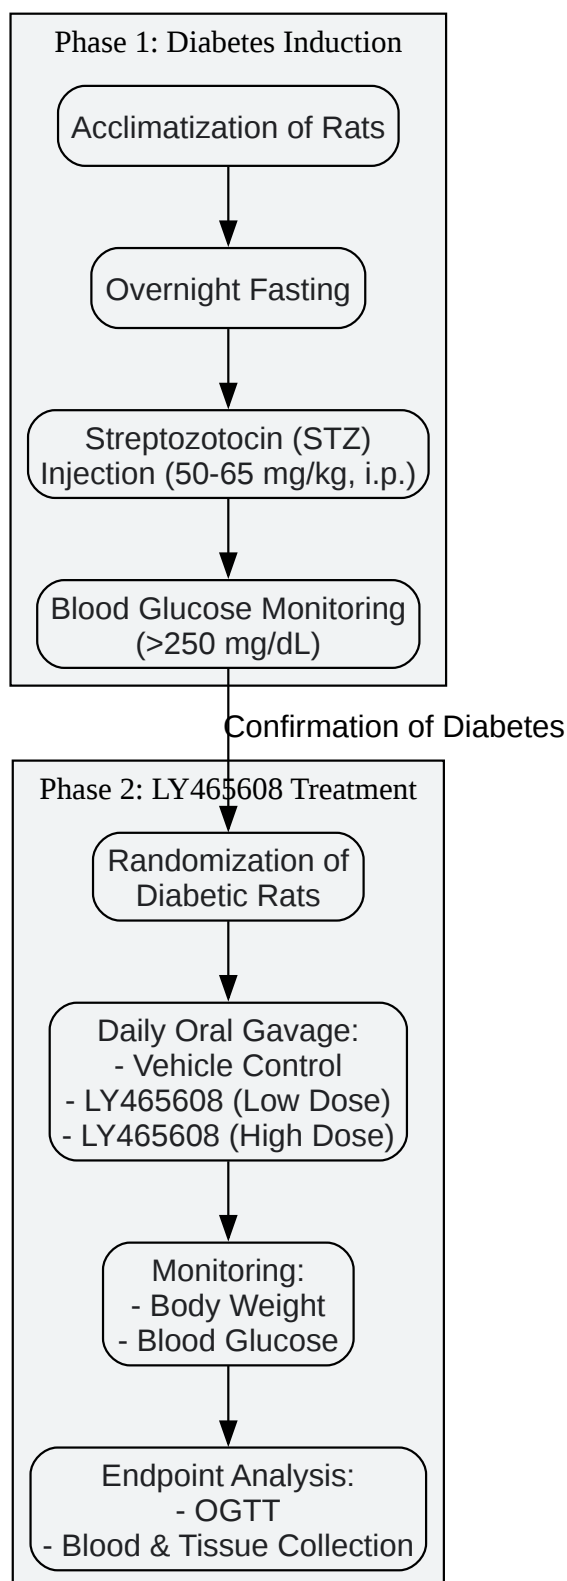 Phase 1: Diabetes Induction
Acclimatization of Rats
Overnight Fasting
Streptozotocin (STZ)
Injection (50-65 mg/kg, i.p.)
Blood Glucose Monitoring
(>250 mg/dL)
Confirmation of Diabetes
Phase 2: LY465608 Treatment
Randomization of
Diabetic Rats
Daily Oral Gavage:
- Vehicle Control
- LY465608 (Low Dose)
- LY465608 (High Dose)
Monitoring:
- Body Weight
- Blood Glucose
Endpoint Analysis:
- OGTT
- Blood & Tissue Collection